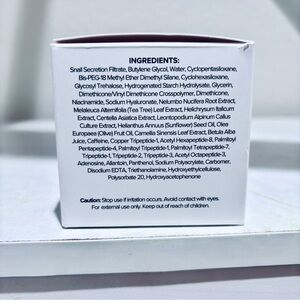 INGREDIENTS:
Snail Secretion Filtrate, Butylene Glycol, Water, Cyclopentasiloxane,
Bis-PEG-18 Methyl Ether Dimethyl Silane, Cyclohexasiloxane,
Glycosyl Trehalose, Hydrogenated Starch Hydrolysate, Glycerin,
Dimethicone/Vinyl Dimethicone Crosspolymer, Dimethicone,
Niacinamide, Sodium Hyaluronate, Nelumbo Nucifera Root Extract,
Melaleuca Alternifolia (Tea Tree) Leaf Extract, Helichrysum Italicum
Extract, Centella Asiatica Extract, Leontopodium Alpinum Callus
Culture Extract, Helianthus Annuus (Sunflower) Seed Oil, Olea
Europaea (Olive) Fruit Oil, Camellia Sinensis Leaf Extract, Betula Alba
Juice, Caffeine, Copper Tripeptide-1, Acetyl Hexapeptide-8, Palmitoyl
Pentapeptide-4, Palmitoyl Tripeptide-1, Palmitoyl Tetrapeptide-7,
Tripeptide-1, Tripeptide-2, Tripeptide-3, Acetyl Octapeptide-3,
Adenosine, Allantoin, Panthenol, Sodium Polyacrylate, Carbomer,
Disodium EDTA, Triethanolamine, Hydroxyethylcellulose,
Polysorbate 20, Hydroxyacetophenone
Caution: Stop use if irritation occurs. Avoid contact with eyes.
For external use only. Keep out of reach of children.